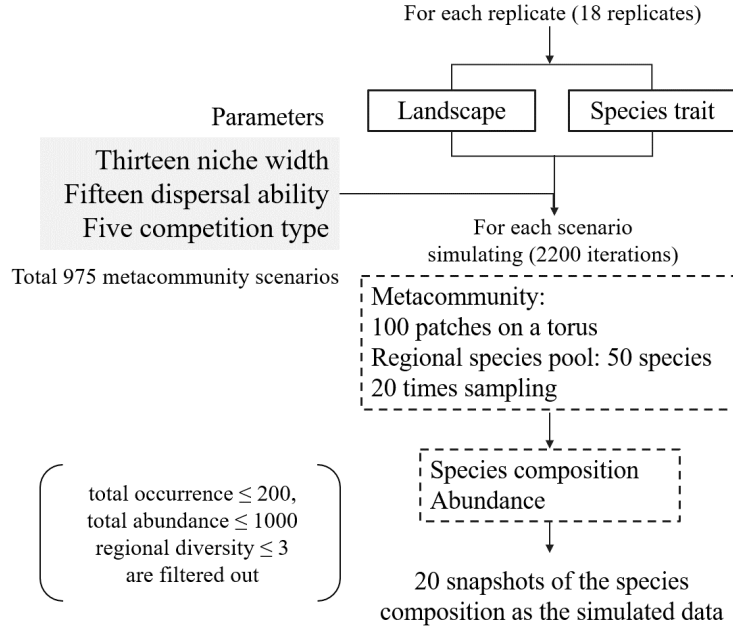 For each replicate (18 replicates)
Landscape
Species trait
Parameters
Thirteen niche width
Fifteen dispersal ability
Five competition type
Total 975 metacommunity scenarios
For each scenario
simulating (2200 iterations)
Metacommunity:
100 patches on a torus
Regional species pool: 50 species
20 times sampling
Species composition
Abundance
total occurrence ≤ 200,
total abundance ≤ 1000
regional diversity ≤ 3
are filtered out
20 snapshots of the species
composition as the simulated data